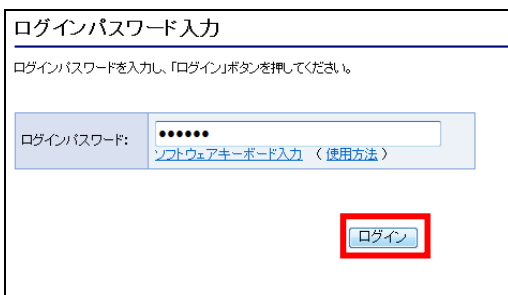 ログインパスワード入力
ログインパスワードを入力し、「ログイン」ボタンを押してください。
ログインパスワード: ●●●●●●
ソフトウェアキーボード入力 (使用方法)
ログイン